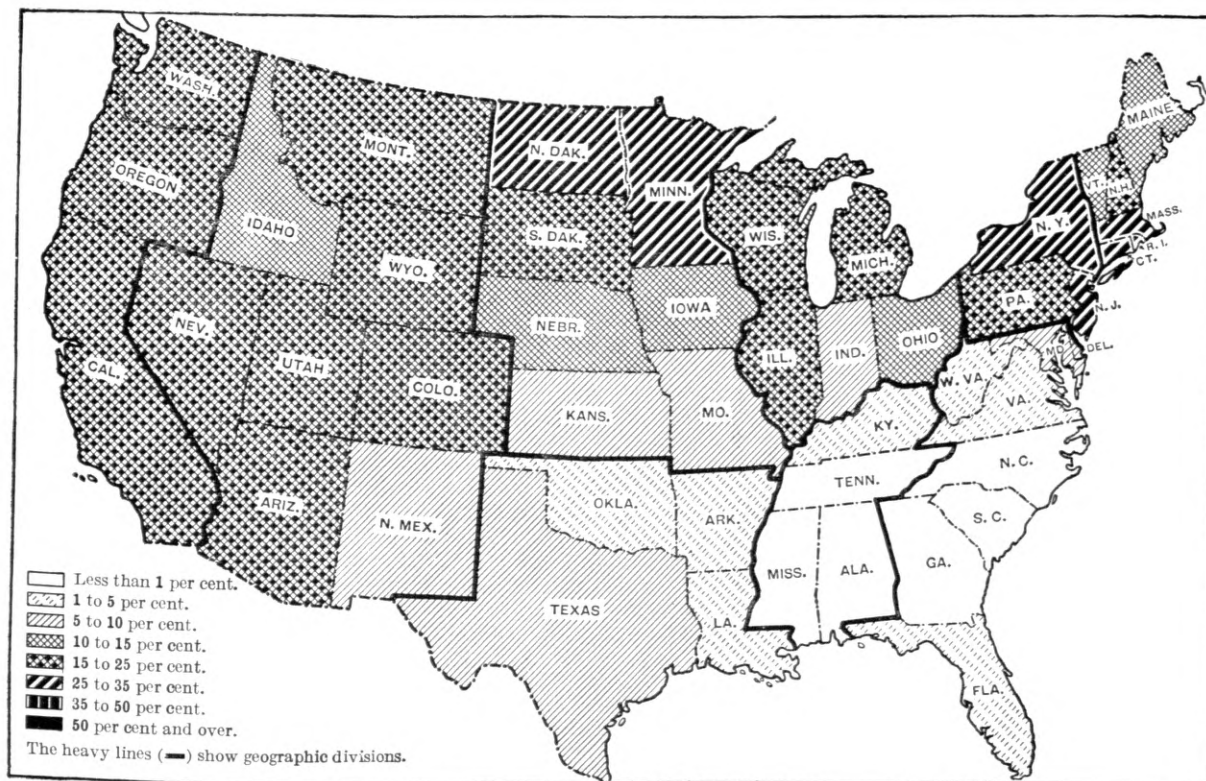 WASH.
OREGON
CAL.
IDAHO
NEV.
MONT.
WYO.
UTAH
COLO.
ARIZ.
N. MEX.
N. DAK.
S. DAK.
NEBR.
KANS.
OKLA.
TEXAS
MINN.
IOWA
MO.
ARK.
LA.
WIS.
ILL.
MICH.
IND.
OHIO
KY.
TENN.
MISS.
ALA.
GA.
FLA.
S. C.
N. C.
VA.
W. VA.
MD.
DEL.
PA.
N. J.
N. Y.
CT.
R. I.
MASS.
VT.
N.H.
MAINE
Less than 1 per cent.
1 to 5 per cent.
5 to 10 per cent.
10 to 15 per cent.
15 to 25 per cent.
25 to 35 per cent.
35 to 50 per cent.
50 per cent and over.
The heavy lines (▬) show geographic divisions.